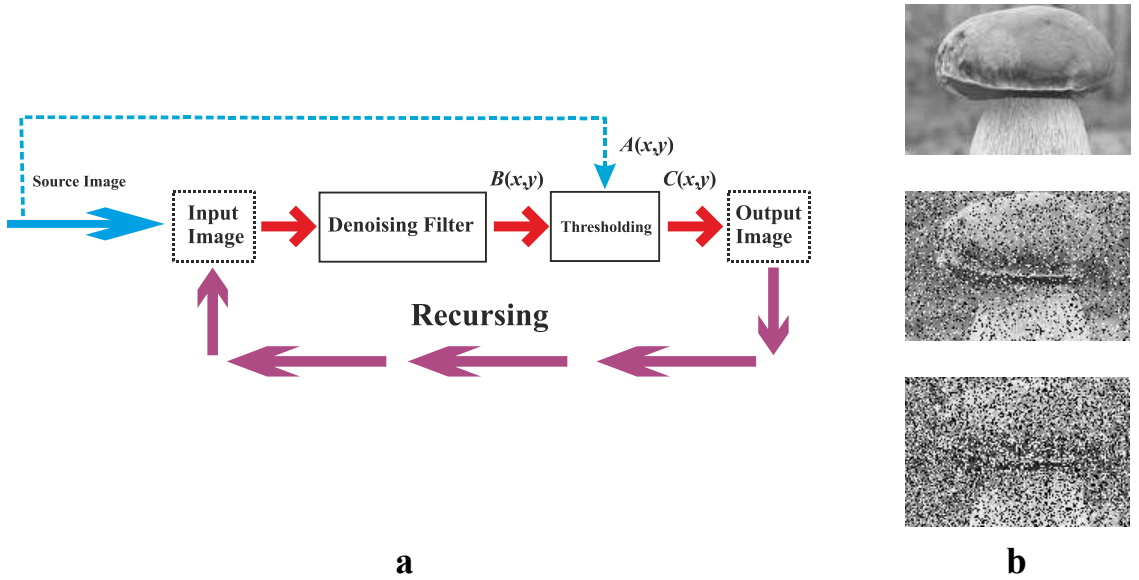 A(x,y)
Source Image
B(x,y)
C(x,y)
Input
Image
Denoising Filter
Thresholding
Output
Image
Recursing
a
b